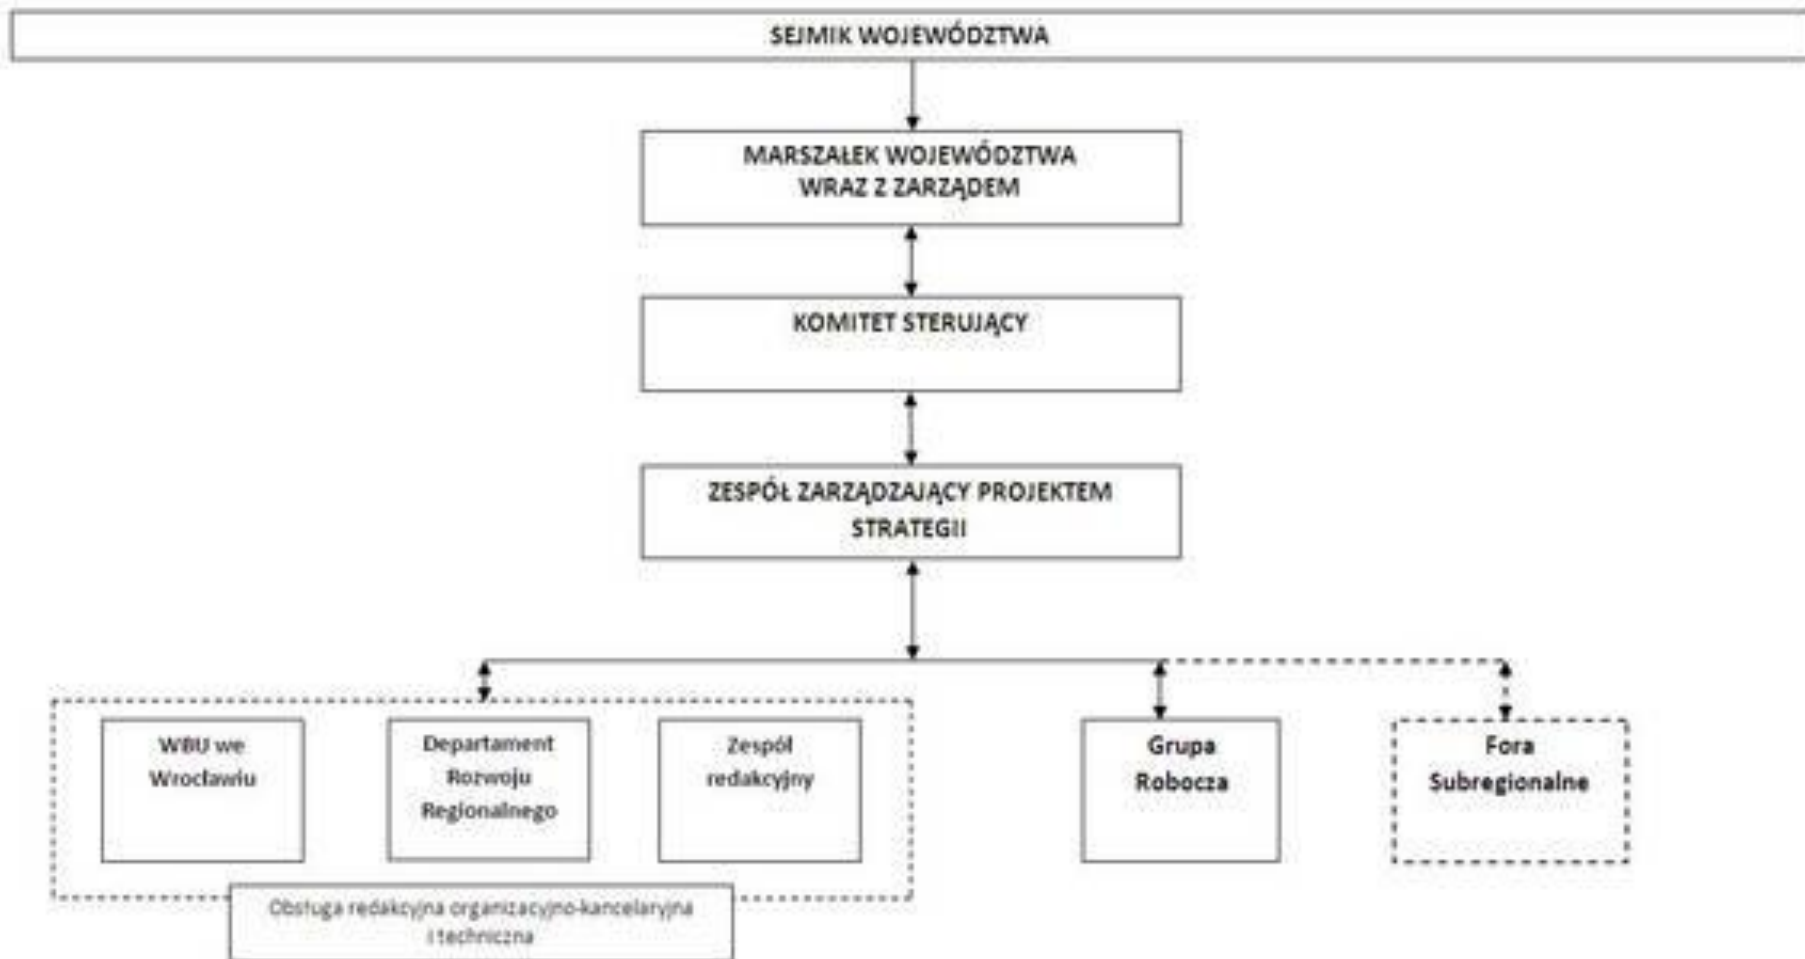 SEJMIK WOJEWÓDZTWA
MARSZAŁEK WOJEWÓDZTWA
WRAZ Z ZARZĄDEM
KOMITET STERUJĄCY
ZESPÓŁ ZARZĄDZAJĄCY PROJEKTEM
STRATEGII
WBU we
Wrocławiu
Departament
Rozwoju
Regionalnego
Zespół
redakcyjny
Grupa
Robocza
Fora
Subregionalne
Obsługa redakcyjna organizacyjno-kancelaryjna
i techniczna